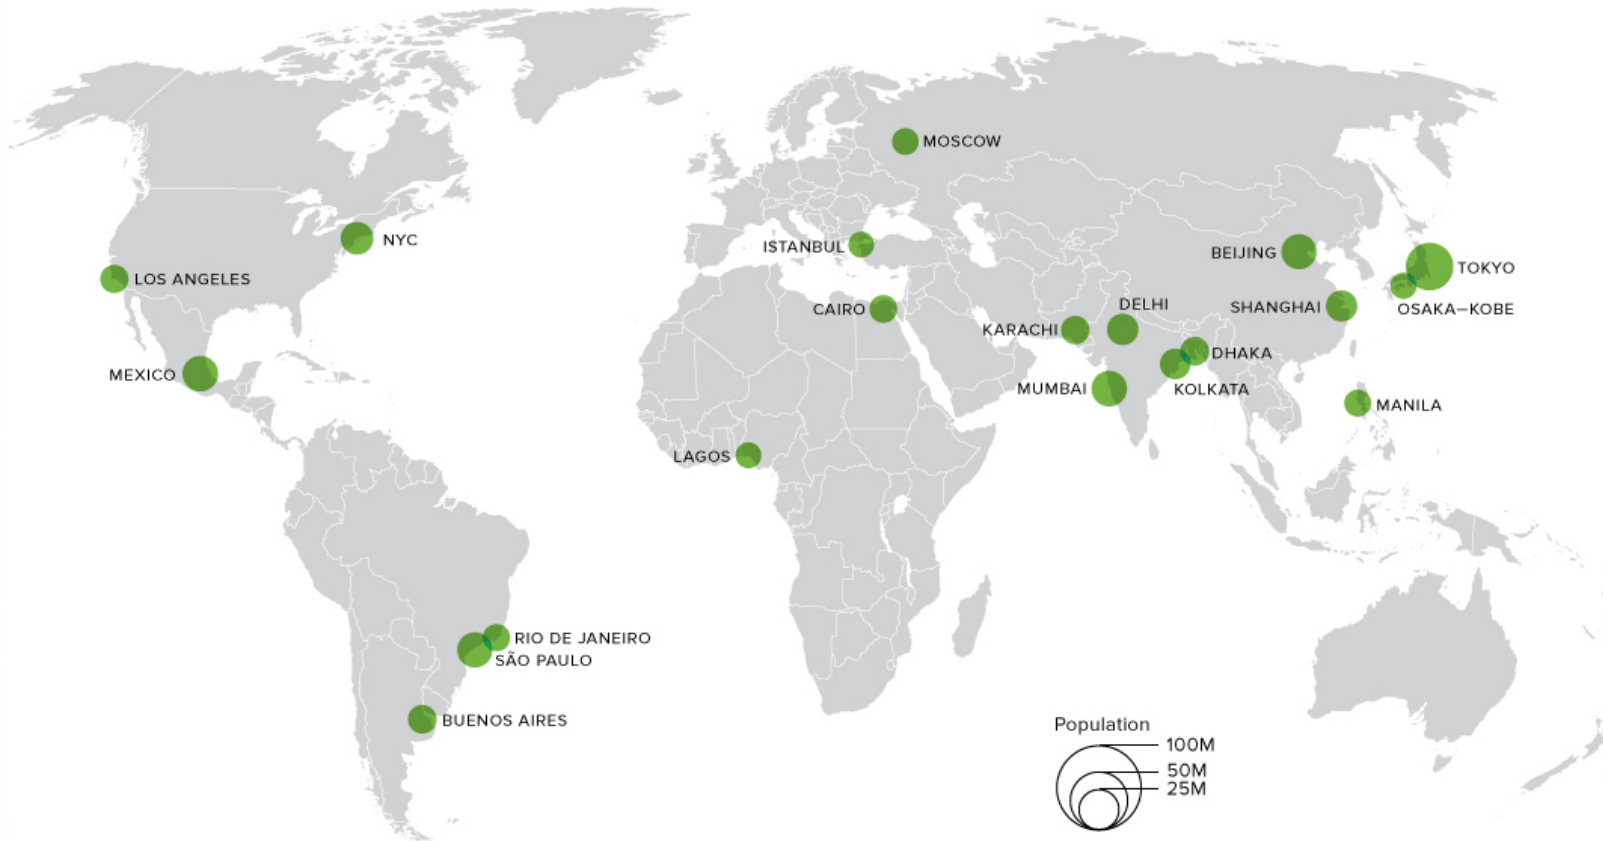 MOSCOW
NYC
ISTANBUL
BEIJING
TOKYO
LOS ANGELES
CAIRO
DELHI
SHANGHAI
OSAKA–KOBE
KARACHI
DHAKA
MEXICO
MUMBAI
KOLKATA
MANILA
LAGOS
RIO DE JANEIRO
SÃO PAULO
BUENOS AIRES
Population
100M
50M
25M